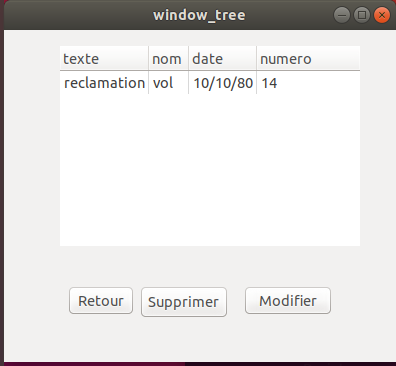 window_tree
texte nom date numero
reclamation vol 10/10/80 14
Retour Supprimer Modifier